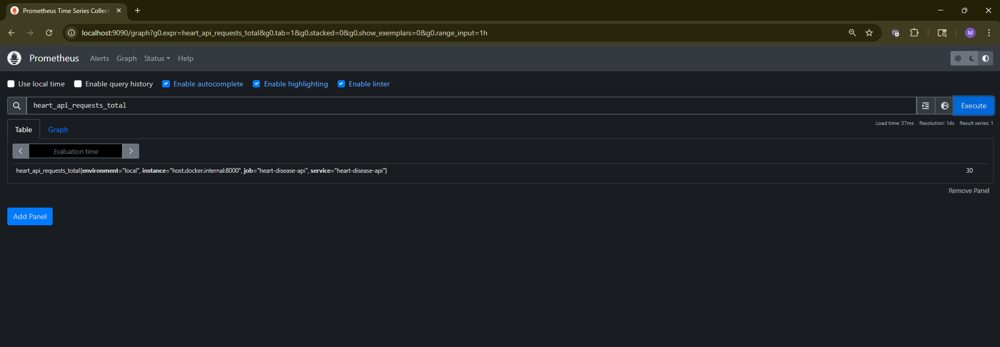 Prometheus Time Series Collect
localhost:9090/graph?g0.expr=heart_api_requests_total&g0.tab=1&g0.stacked=0&g0.show_exemplars=0&g0.range_input=1h
M
Prometheus Alerts Graph Status Help
Use local time Enable query history Enable autocomplete Enable highlighting Enable linter
heart_api_requests_total Execute
Table Graph Load time: 37ms Resolution: 14s Result series: 1
Evaluation time
heart_api_requests_total{environment="local", instance="host.docker.internal:8000", job="heart-disease-api", service="heart-disease-api"} 30
Remove Panel
Add Panel